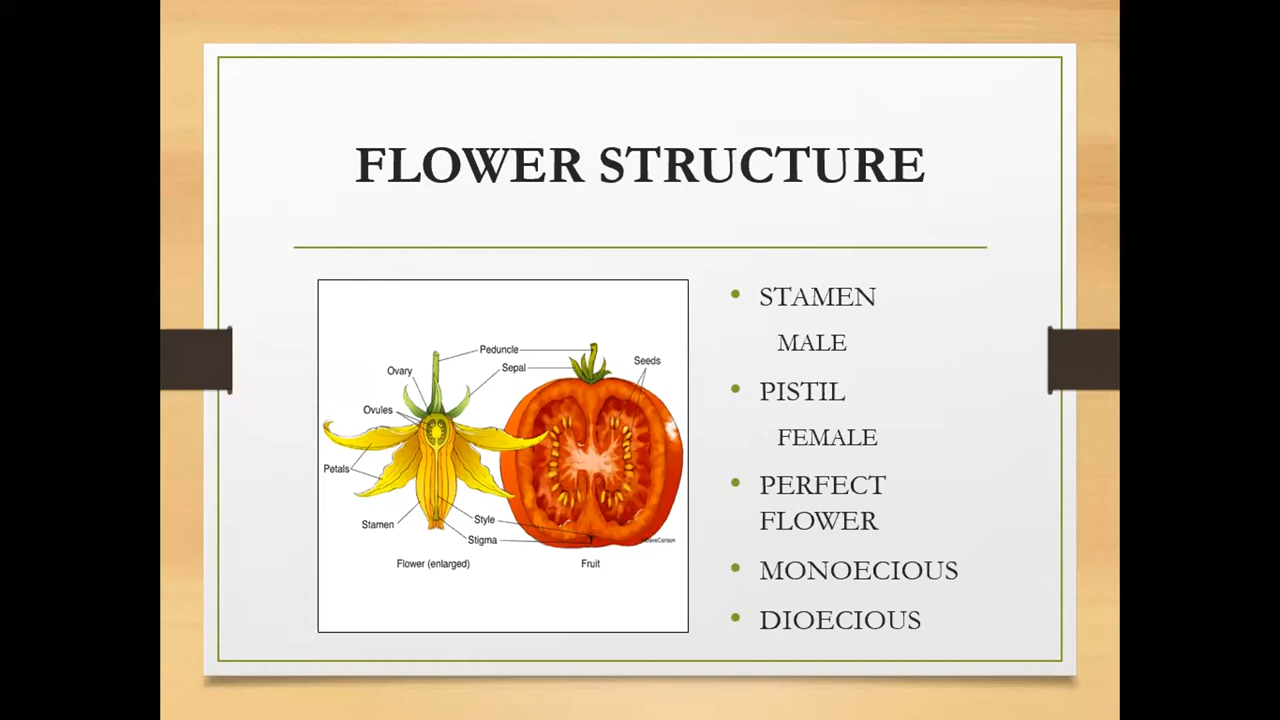 FLOWER STRUCTURE
Peduncle
Sepal
Seeds
Ovary
Ovules
Petals
Stamen
Style
Stigma
Flower (enlarged)
Fruit
• STAMEN
MALE
• PISTIL
FEMALE
• PERFECT
FLOWER
• MONOECIOUS
• DIOECIOUS